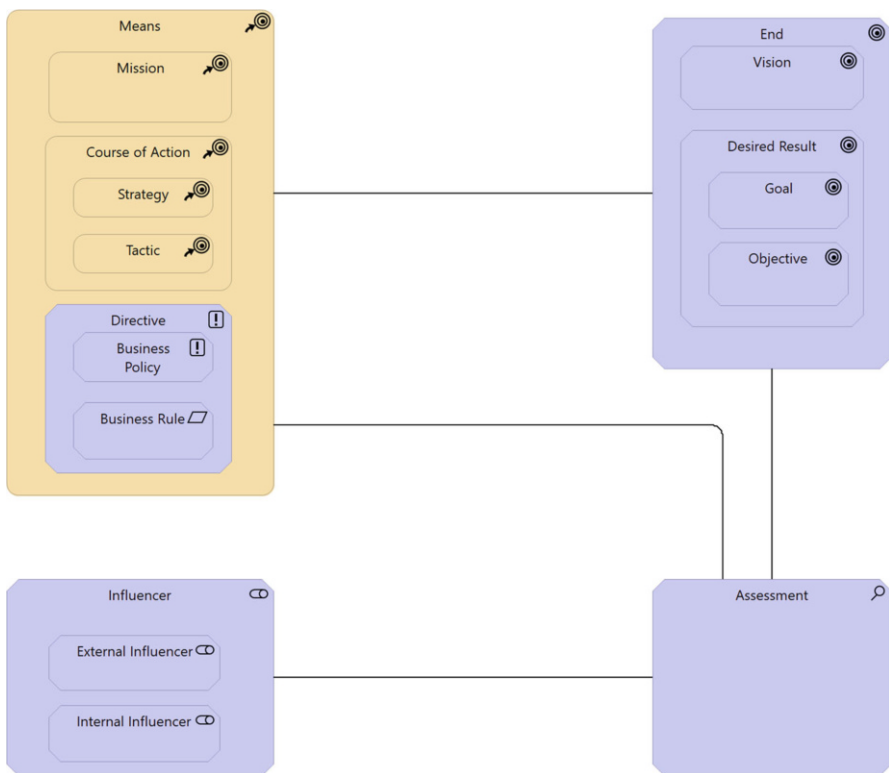 Means
Mission
Course of Action
Strategy
Tactic
Directive
Business
Policy
Business Rule
End
Vision
Desired Result
Goal
Objective
Influencer
External Influencer
Internal Influencer
Assessment